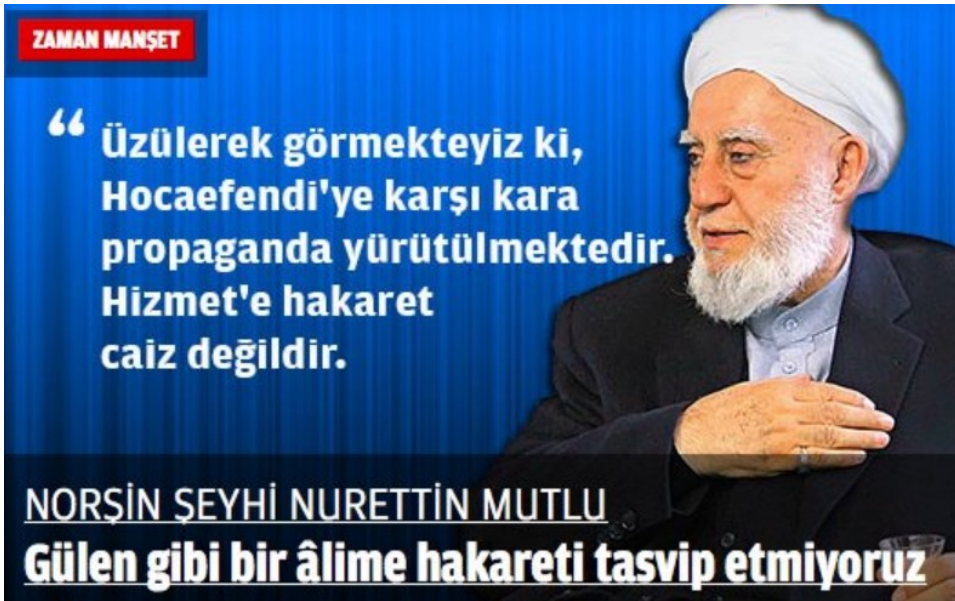 ZAMAN MANŞET
“ Üzülerek görmekteyiz ki,
Hocaefendi'ye karşı kara
propaganda yürütülmektedir.
Hizmet'e hakaret
caiz değildir.
NORŞİN ŞEYHİ NURETTİN MUTLU
Gülen gibi bir âlime hakareti tasvip etmiyoruz